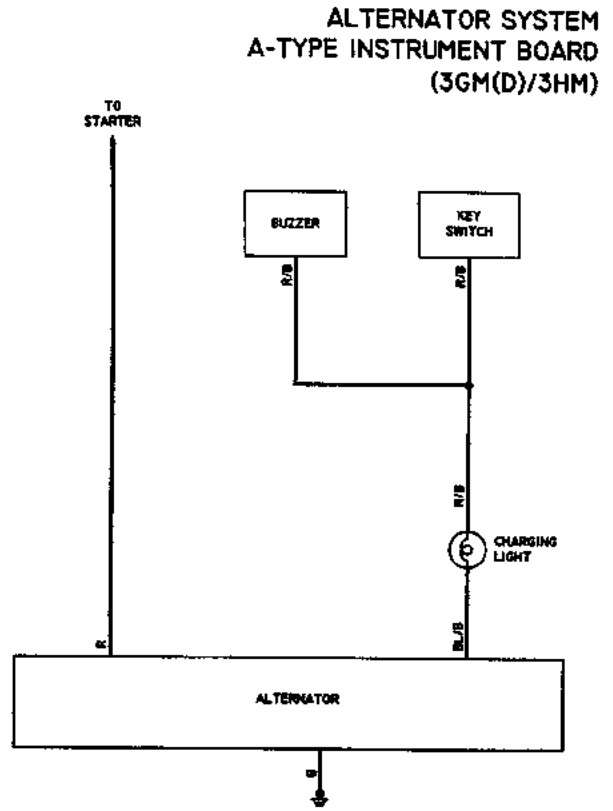 ALTERNATOR SYSTEM
A-TYPE INSTRUMENT BOARD
(3GM(D)/3HM)
TO
STARTER
BUZZER
KEY
SWITCH
R/B
R/B
R/B
CHARGING
LIGHT
R
BL/B
ALTERNATOR